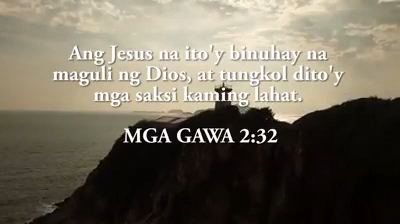 Ang Jesus na ito'y binuhay na
maguli ng Dios, at tungkol dito'y
mga saksi kaming lahat.
MGA GAWA 2:32